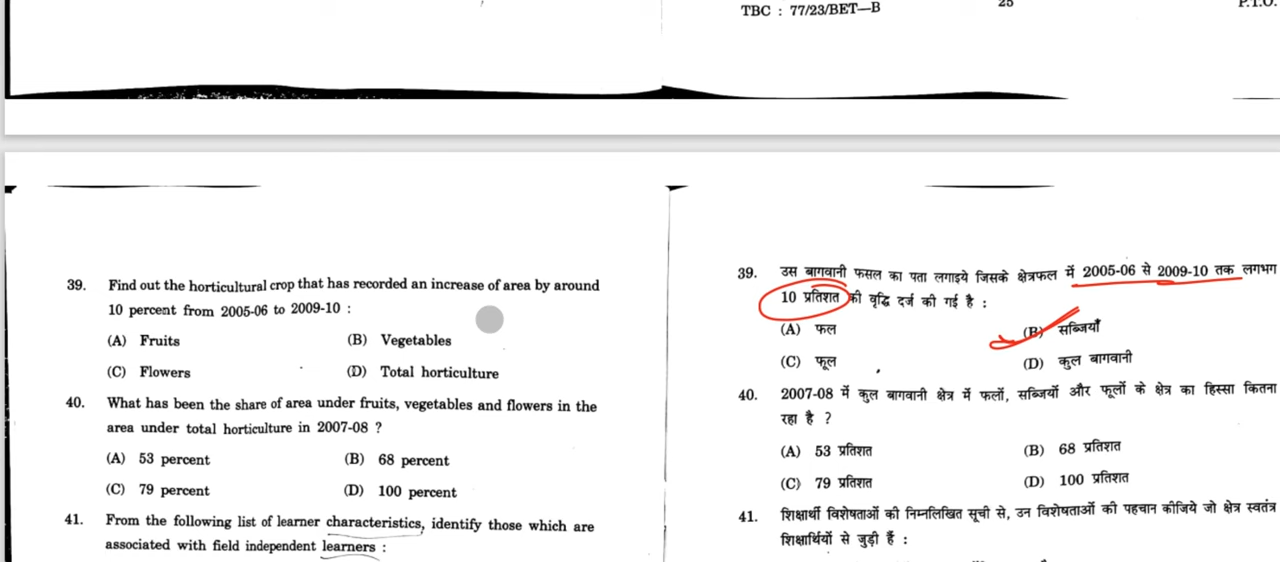 TBC : 77/23/BET—B 25 P.T.O.
39. Find out the horticultural crop that has recorded an increase of area by around
10 percent from 2005-06 to 2009-10 :
(A) Fruits (B) Vegetables
(C) Flowers (D) Total horticulture
40. What has been the share of area under fruits, vegetables and flowers in the
area under total horticulture in 2007-08 ?
(A) 53 percent (B) 68 percent
(C) 79 percent (D) 100 percent
41. From the following list of learner characteristics, identify those which are
associated with field independent learners :
39. उस बागवानी फसल का पता लगाइये जिसके क्षेत्रफल में 2005-06 से 2009-10 तक लगभग
10 प्रतिशत की वृद्धि दर्ज की गई है :
(A) फल (B) सब्जियाँ
(C) फूल (D) कुल बागवानी
40. 2007-08 में कुल बागवानी क्षेत्र में फलों, सब्जियों और फूलों के क्षेत्र का हिस्सा कितना
रहा है ?
(A) 53 प्रतिशत (B) 68 प्रतिशत
(C) 79 प्रतिशत (D) 100 प्रतिशत
41. शिक्षार्थी विशेषताओं की निम्नलिखित सूची से, उन विशेषताओं की पहचान कीजिये जो क्षेत्र स्वतंत्र
शिक्षार्थियों से जुड़ी हैं :